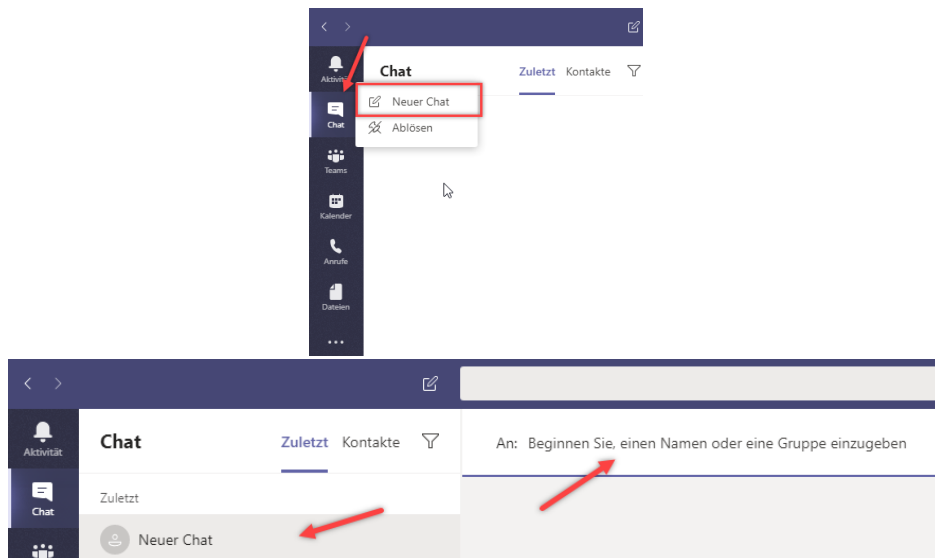 Aktivität
Chat Zuletzt Kontakte
Neuer Chat
Chat
Ablösen
Teams
Kalender
Anrufe
Dateien
Aktivität
Chat Zuletzt Kontakte
An: Beginnen Sie, einen Namen oder eine Gruppe einzugeben
Chat
Zuletzt
Neuer Chat